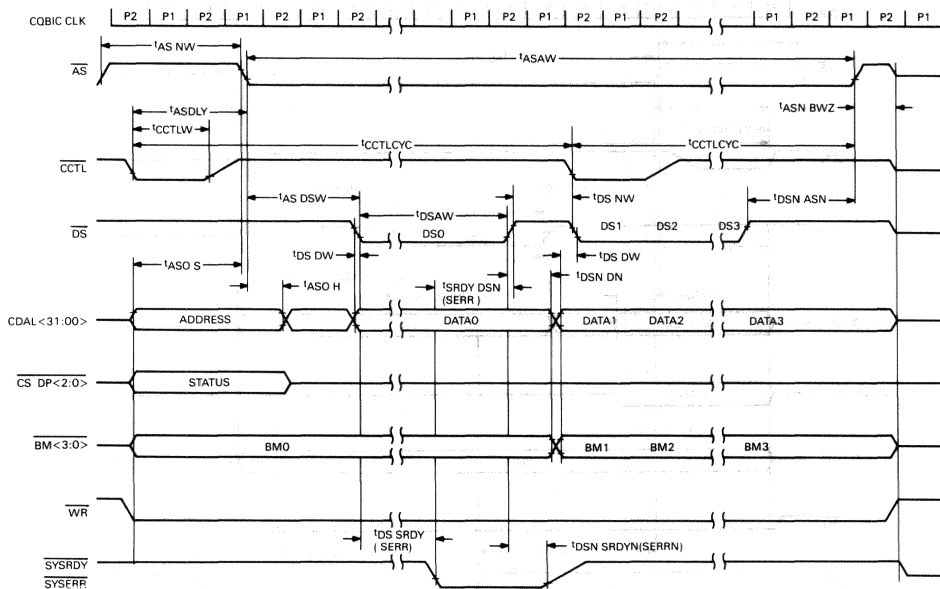 CQBIC CLK P2 P1 P2 P1 P2 P1 P2 P1 P2 P1 P2 P1 P2 P1 P2 P1 P2 P1
tAS NW
tASAW
AS
tASDLY
tASN BWZ
tCCTLW
tCCTLCYC tCCTLCYC
CCTL
tAS DSW tDS NW tDSN ASN
tDSAW
DS DS0 DS1 DS2 DS3
tDS DW tDS DW
tASO S tDSN DN
tASO H tSRDY DSN
(SERR)
CDAL<31:00> ADDRESS DATA0 DATA1 DATA2 DATA3
CS DP<2:0> STATUS
BM<3:0> BM0 BM1 BM2 BM3
WR
tDS SRDY tDSN SRDYN(SERRN)
(SERR)
SYSRDY
SYSERR